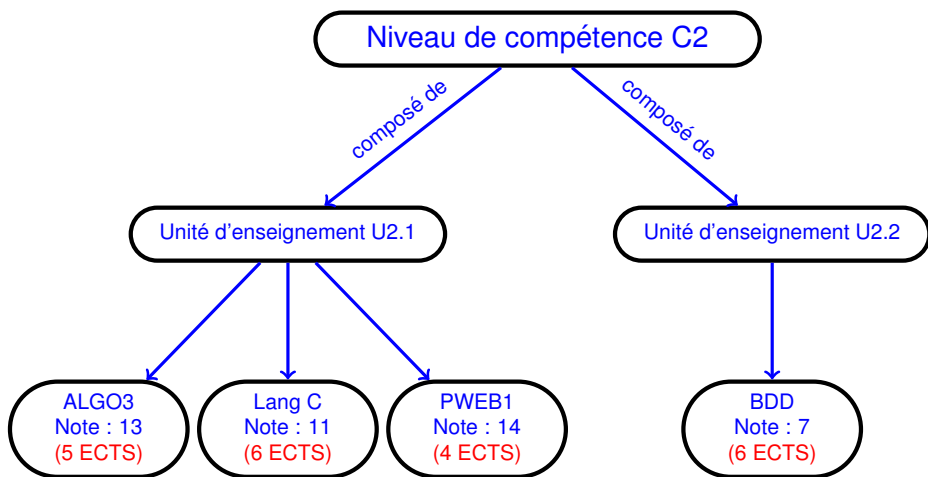 Niveau de compétence C2
composé de
composé de
Unité d'enseignement U2.1
Unité d'enseignement U2.2
ALGO3
Note : 13
(5 ECTS)
Lang C
Note : 11
(6 ECTS)
PWEB1
Note : 14
(4 ECTS)
BDD
Note : 7
(6 ECTS)